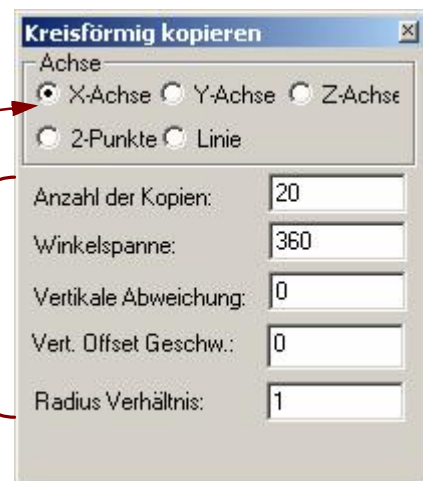 Kreisförmig kopieren
Achse
X-Achse Y-Achse Z-Achse
2-Punkte Linie
Anzahl der Kopien: 20
Winkelspanne: 360
Vertikale Abweichung: 0
Vert. Offset Geschw.: 0
Radius Verhältnis: 1